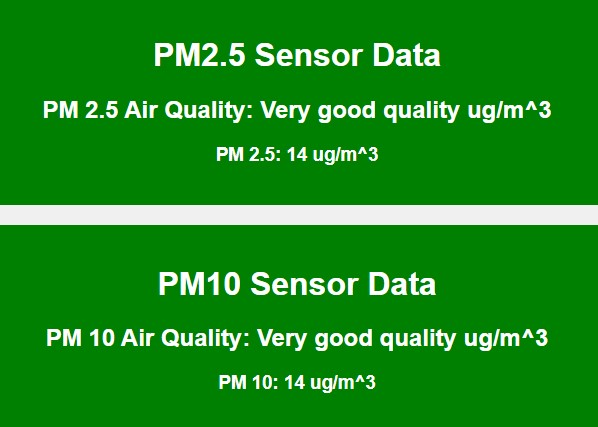 PM2.5 Sensor Data
PM 2.5 Air Quality: Very good quality ug/m^3
PM 2.5: 14 ug/m^3
PM10 Sensor Data
PM 10 Air Quality: Very good quality ug/m^3
PM 10: 14 ug/m^3